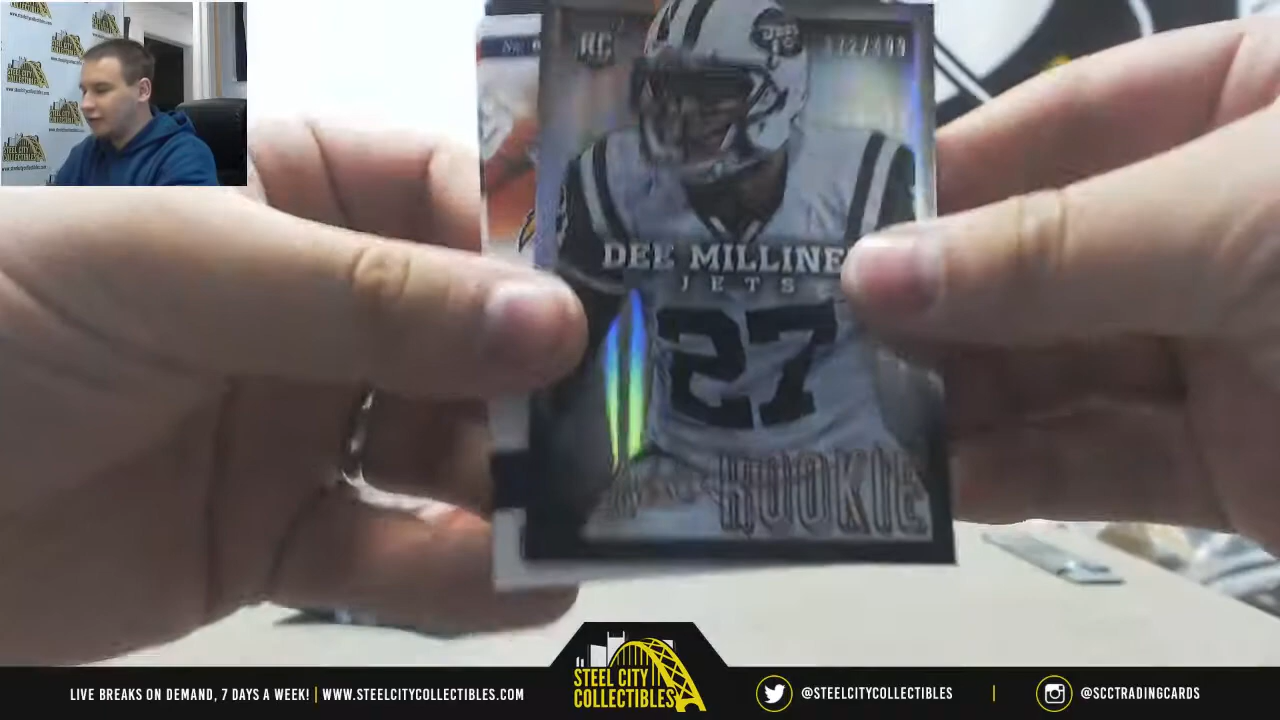 RC
DEE MILLINE
JETS
27
ROOKIE
STEEL CITY
COLLECTIBLES
LIVE BREAKS ON DEMAND, 7 DAYS A WEEK! | WWW.STEELCITYCOLLECTIBLES.COM
@STEELCITYCOLLECTIBLES | @SCCTRADINGCARDS